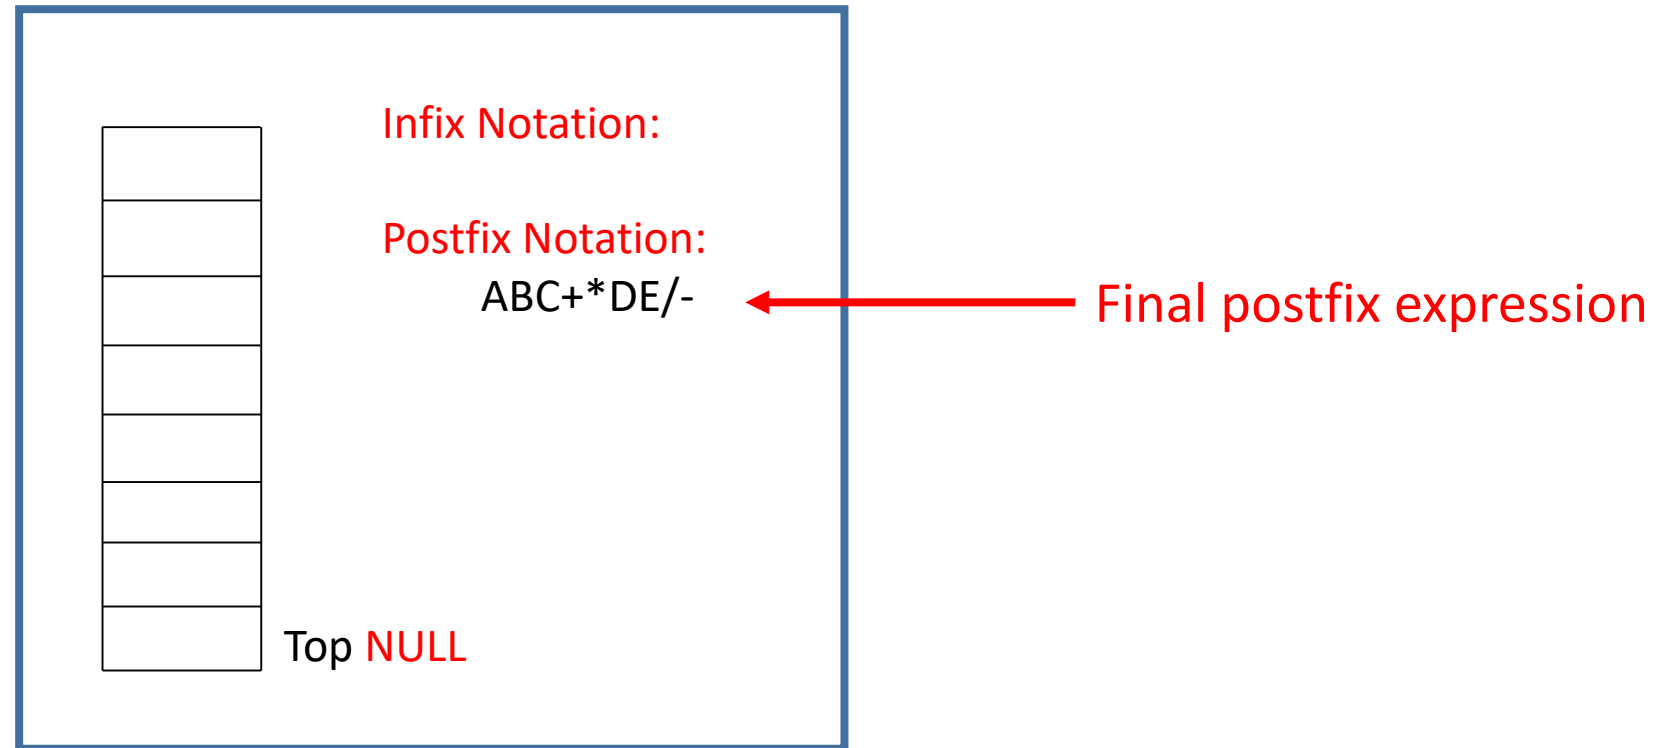 Infix Notation:
Postfix Notation:
ABC+*DE/-
Final postfix expression
Top NULL